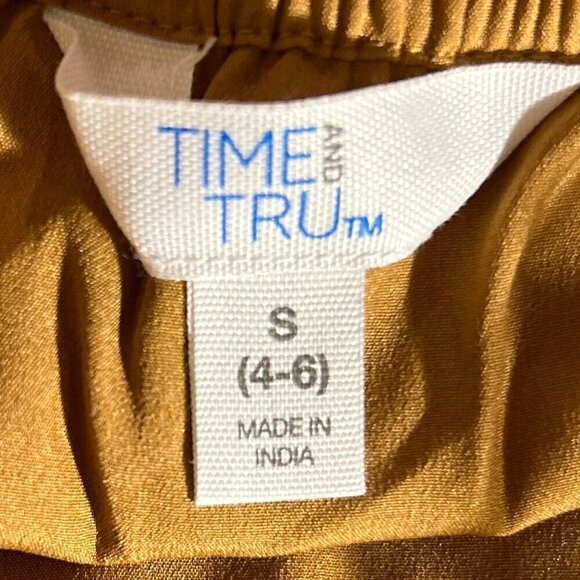 TIME AND
TRU™
S
(4-6)
MADE IN
INDIA